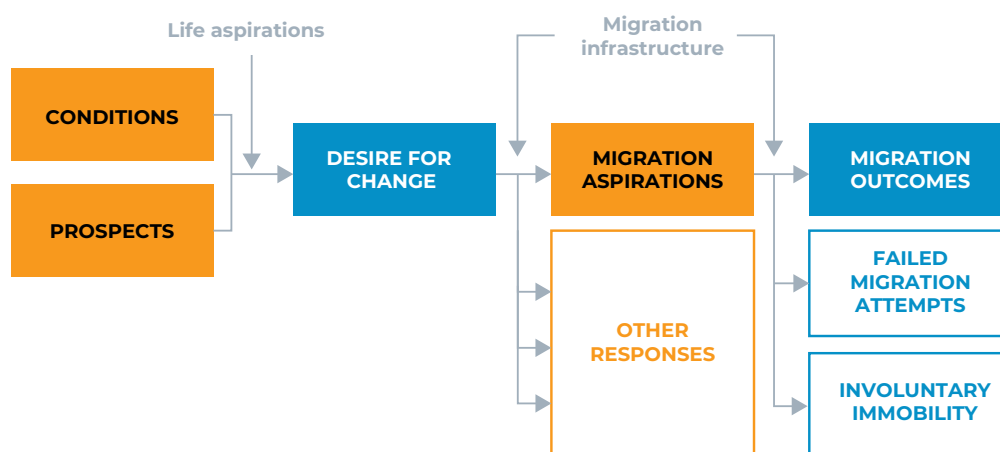 Life aspirations
Migration
infrastructure
CONDITIONS
PROSPECTS
DESIRE FOR
CHANGE
MIGRATION
ASPIRATIONS
MIGRATION
OUTCOMES
OTHER
RESPONSES
FAILED
MIGRATION
ATTEMPTS
INVOLUNTARY
IMMOBILITY